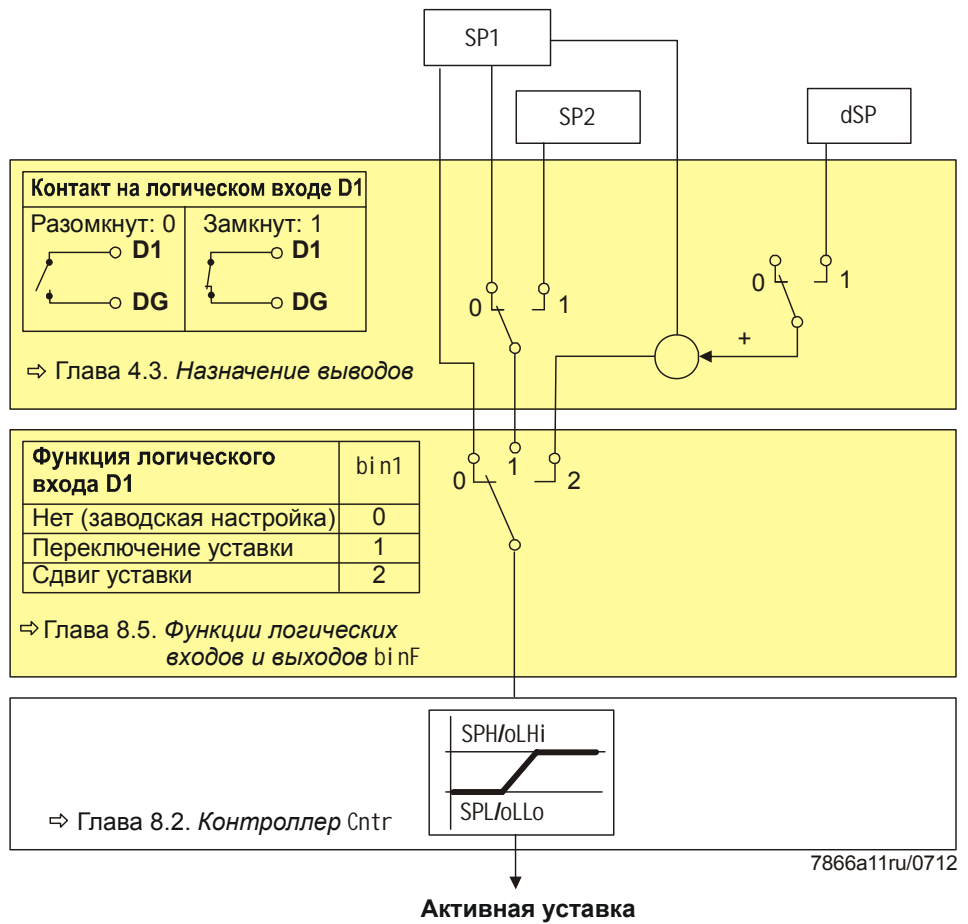 SP1
SP2
dSP
Контакт на логическом входе D1
Разомкнут: 0
Замкнут: 1
D1
D1
DG
DG
0
1
0
1
+
⇨ Глава 4.3. Назначение выводов
Функция логического
входа D1
bin1
Нет (заводская настройка)
0
Переключение уставки
1
Сдвиг уставки
2
0
1
2
⇨ Глава 8.5. Функции логических
входов и выходов binF
SPH/oLHi
SPL/oLLo
⇨ Глава 8.2. Контроллер Cntr
7866a11ru/0712
Активная уставка